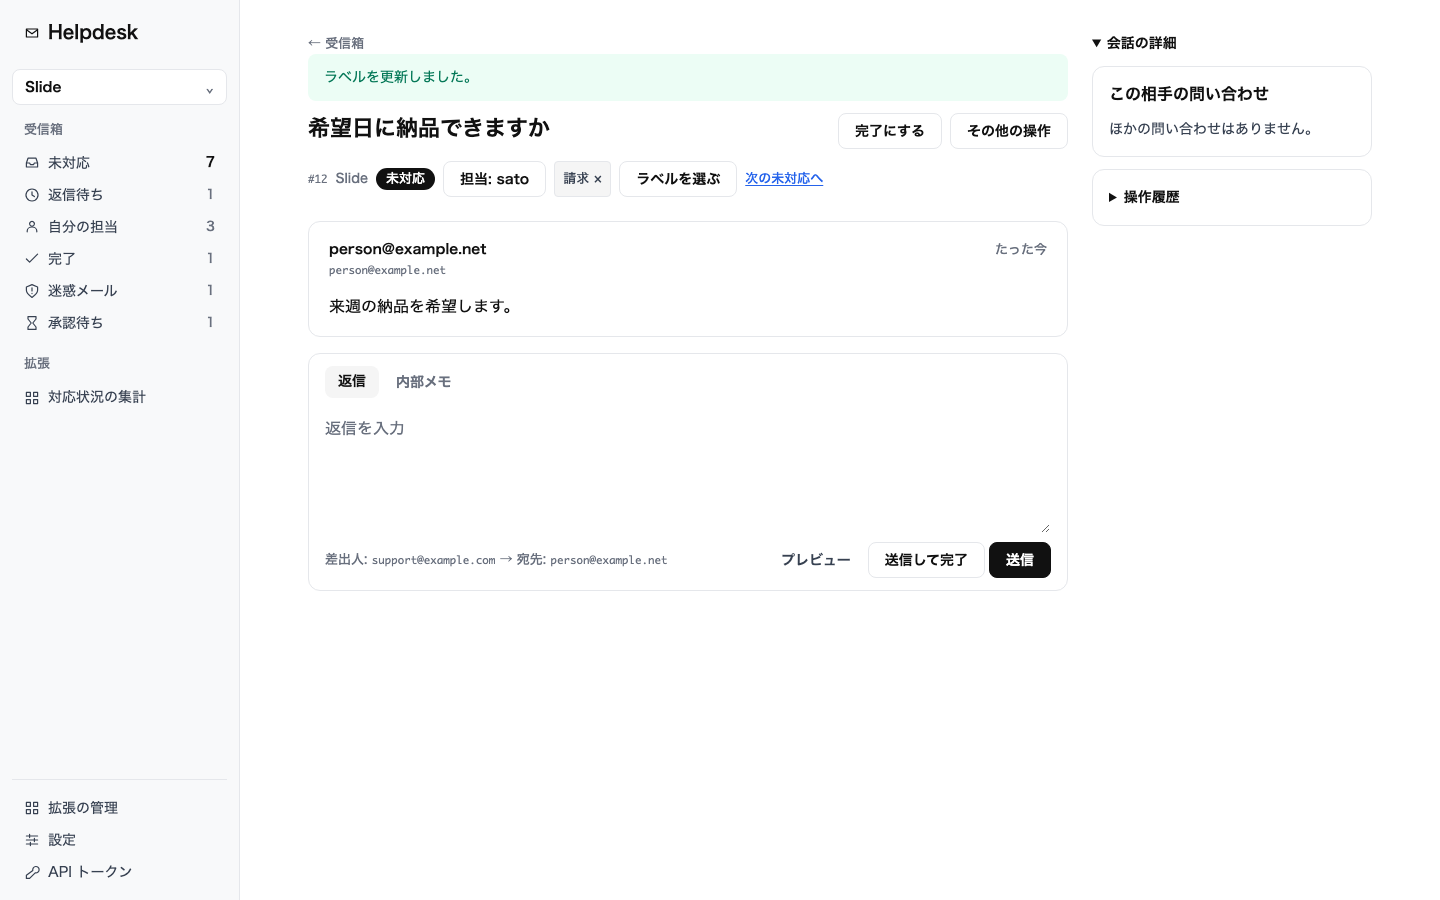 Helpdesk
Slide
受信箱
未対応 7
返信待ち 1
自分の担当 3
完了 1
迷惑メール 1
承認待ち 1
拡張
対応状況の集計
拡張の管理
設定
API トークン
← 受信箱
ラベルを更新しました。
希望日に納品できますか
完了にする
その他の操作
#12 Slide 未対応 担当: sato 請求 × ラベルを選ぶ 次の未対応へ
person@example.net たった今
person@example.net
来週の納品を希望します。
返信 内部メモ
返信を入力
差出人: support@example.com → 宛先: person@example.net
プレビュー 送信して完了 送信
▼ 会話の詳細
この相手の問い合わせ
ほかの問い合わせはありません。
▶ 操作履歴